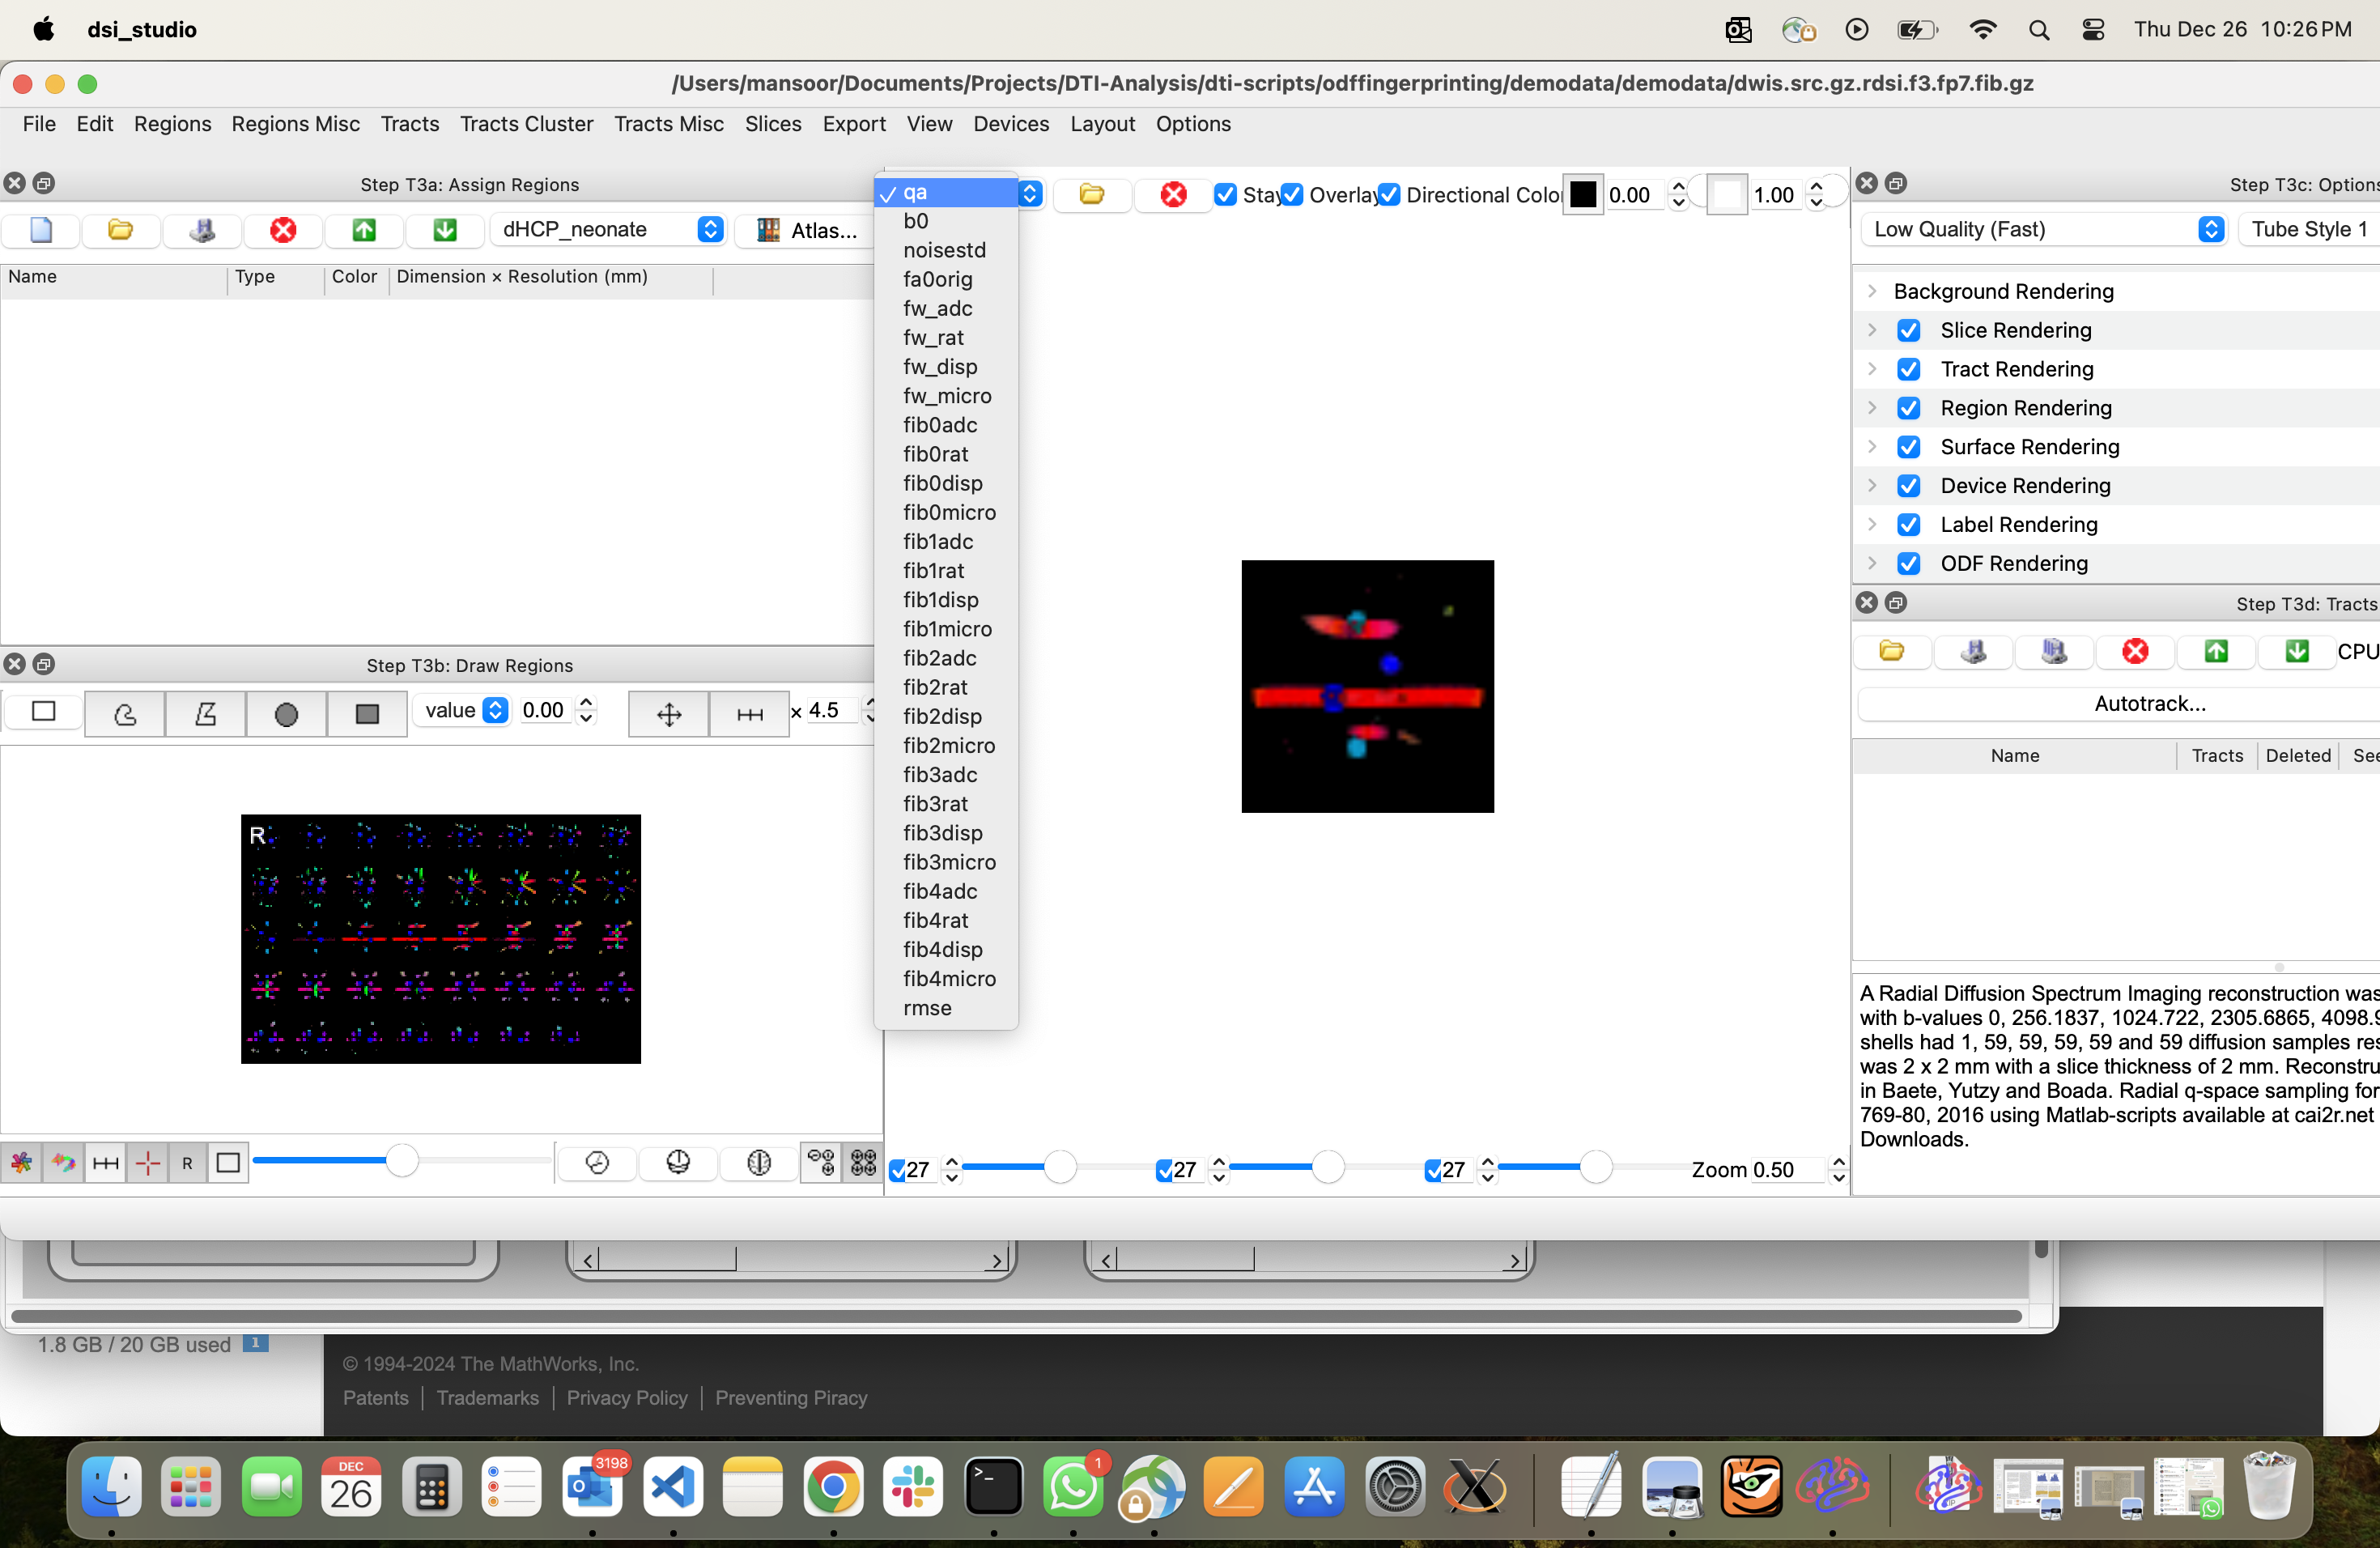 dsi_studio
Thu Dec 26 10:26 PM
/Users/mansoor/Documents/Projects/DTI-Analysis/dti-scripts/odffingerprinting/demodata/demodata/dwis.src.gz.rdsi.f3.fp7.fib.gz
File Edit Regions Regions Misc Tracts Tracts Cluster Tracts Misc Slices Export View Devices Layout Options
Step T3a: Assign Regions
dHCP_neonate
Atlas...
Name Type Color Dimension × Resolution (mm)
Step T3b: Draw Regions
value 0.00 × 4.5
R
R
✓ qa
b0
noisestd
fa0orig
fw_adc
fw_rat
fw_disp
fw_micro
fib0adc
fib0rat
fib0disp
fib0micro
fib1adc
fib1rat
fib1disp
fib1micro
fib2adc
fib2rat
fib2disp
fib2micro
fib3adc
fib3rat
fib3disp
fib3micro
fib4adc
fib4rat
fib4disp
fib4micro
rmse
Stay Overlay Directional Color 0.00 1.00
27 27 27 Zoom 0.50
Step T3c: Options
Low Quality (Fast) Tube Style 1
Background Rendering
Slice Rendering
Tract Rendering
Region Rendering
Surface Rendering
Device Rendering
Label Rendering
ODF Rendering
Step T3d: Tracts
CPU
Autotrack...
Name Tracts Deleted See
A Radial Diffusion Spectrum Imaging reconstruction was
with b-values 0, 256.1837, 1024.722, 2305.6865, 4098.9
shells had 1, 59, 59, 59, 59 and 59 diffusion samples res
was 2 x 2 mm with a slice thickness of 2 mm. Reconstru
in Baete, Yutzy and Boada. Radial q-space sampling for
769-80, 2016 using Matlab-scripts available at cai2r.net
Downloads.
1.8 GB / 20 GB used
© 1994-2024 The MathWorks, Inc.
Patents | Trademarks | Privacy Policy | Preventing Piracy
DEC
26
3198
1